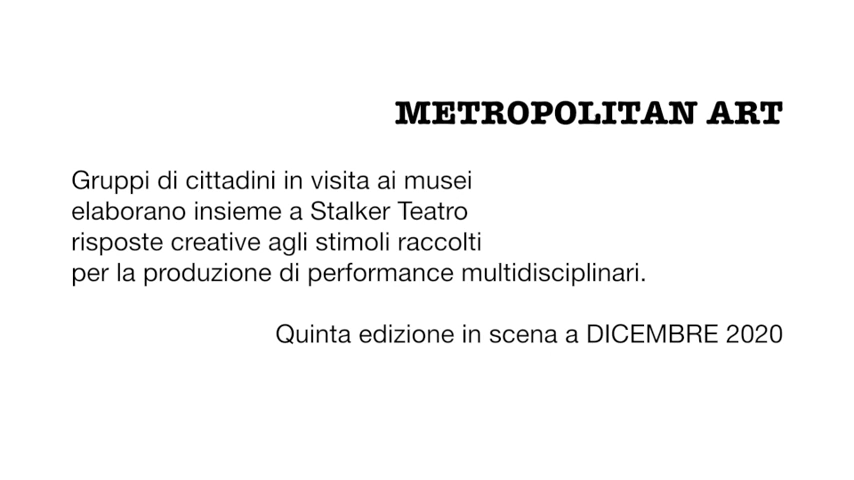 METROPOLITAN ART
Gruppi di cittadini in visita ai musei
elaborano insieme a Stalker Teatro
risposte creative agli stimoli raccolti
per la produzione di performance multidisciplinari.
Quinta edizione in scena a DICEMBRE 2020